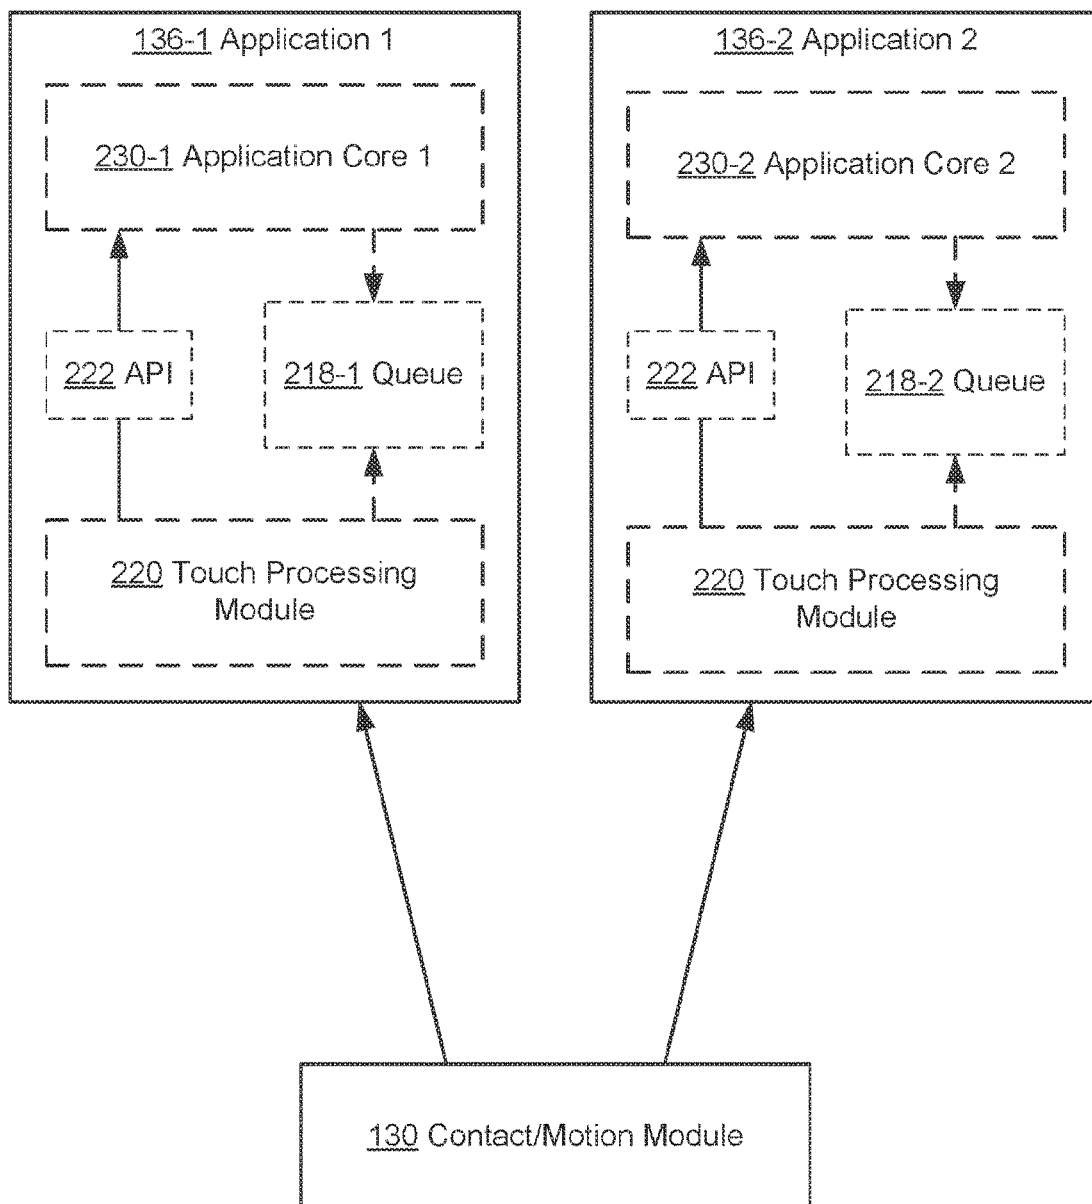 136-1 Application 1
230-1 Application Core 1
222 API
218-1 Queue
220 Touch Processing
Module
136-2 Application 2
230-2 Application Core 2
222 API
218-2 Queue
220 Touch Processing
Module
130 Contact/Motion Module